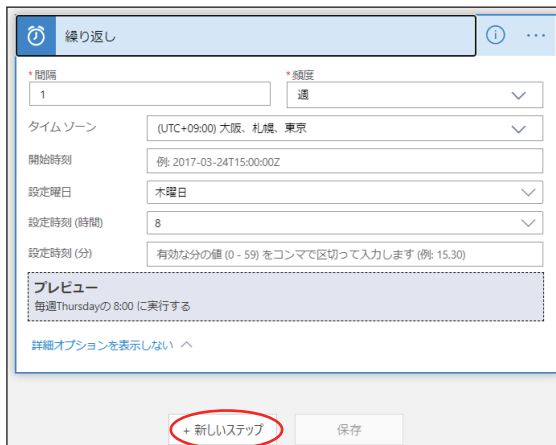 繰り返し
*間隔
*頻度
1
週
タイム ゾーン
(UTC+09:00) 大阪、札幌、東京
開始時刻
例: 2017-03-24T15:00:00Z
設定曜日
木曜日
設定時刻 (時間)
8
設定時刻 (分)
有効な分の値 (0 - 59) をコンマで区切って入力します (例: 15.30)
プレビュー
毎週Thursdayの 8:00 に実行する
詳細オプションを表示しない
+ 新しいステップ
保存